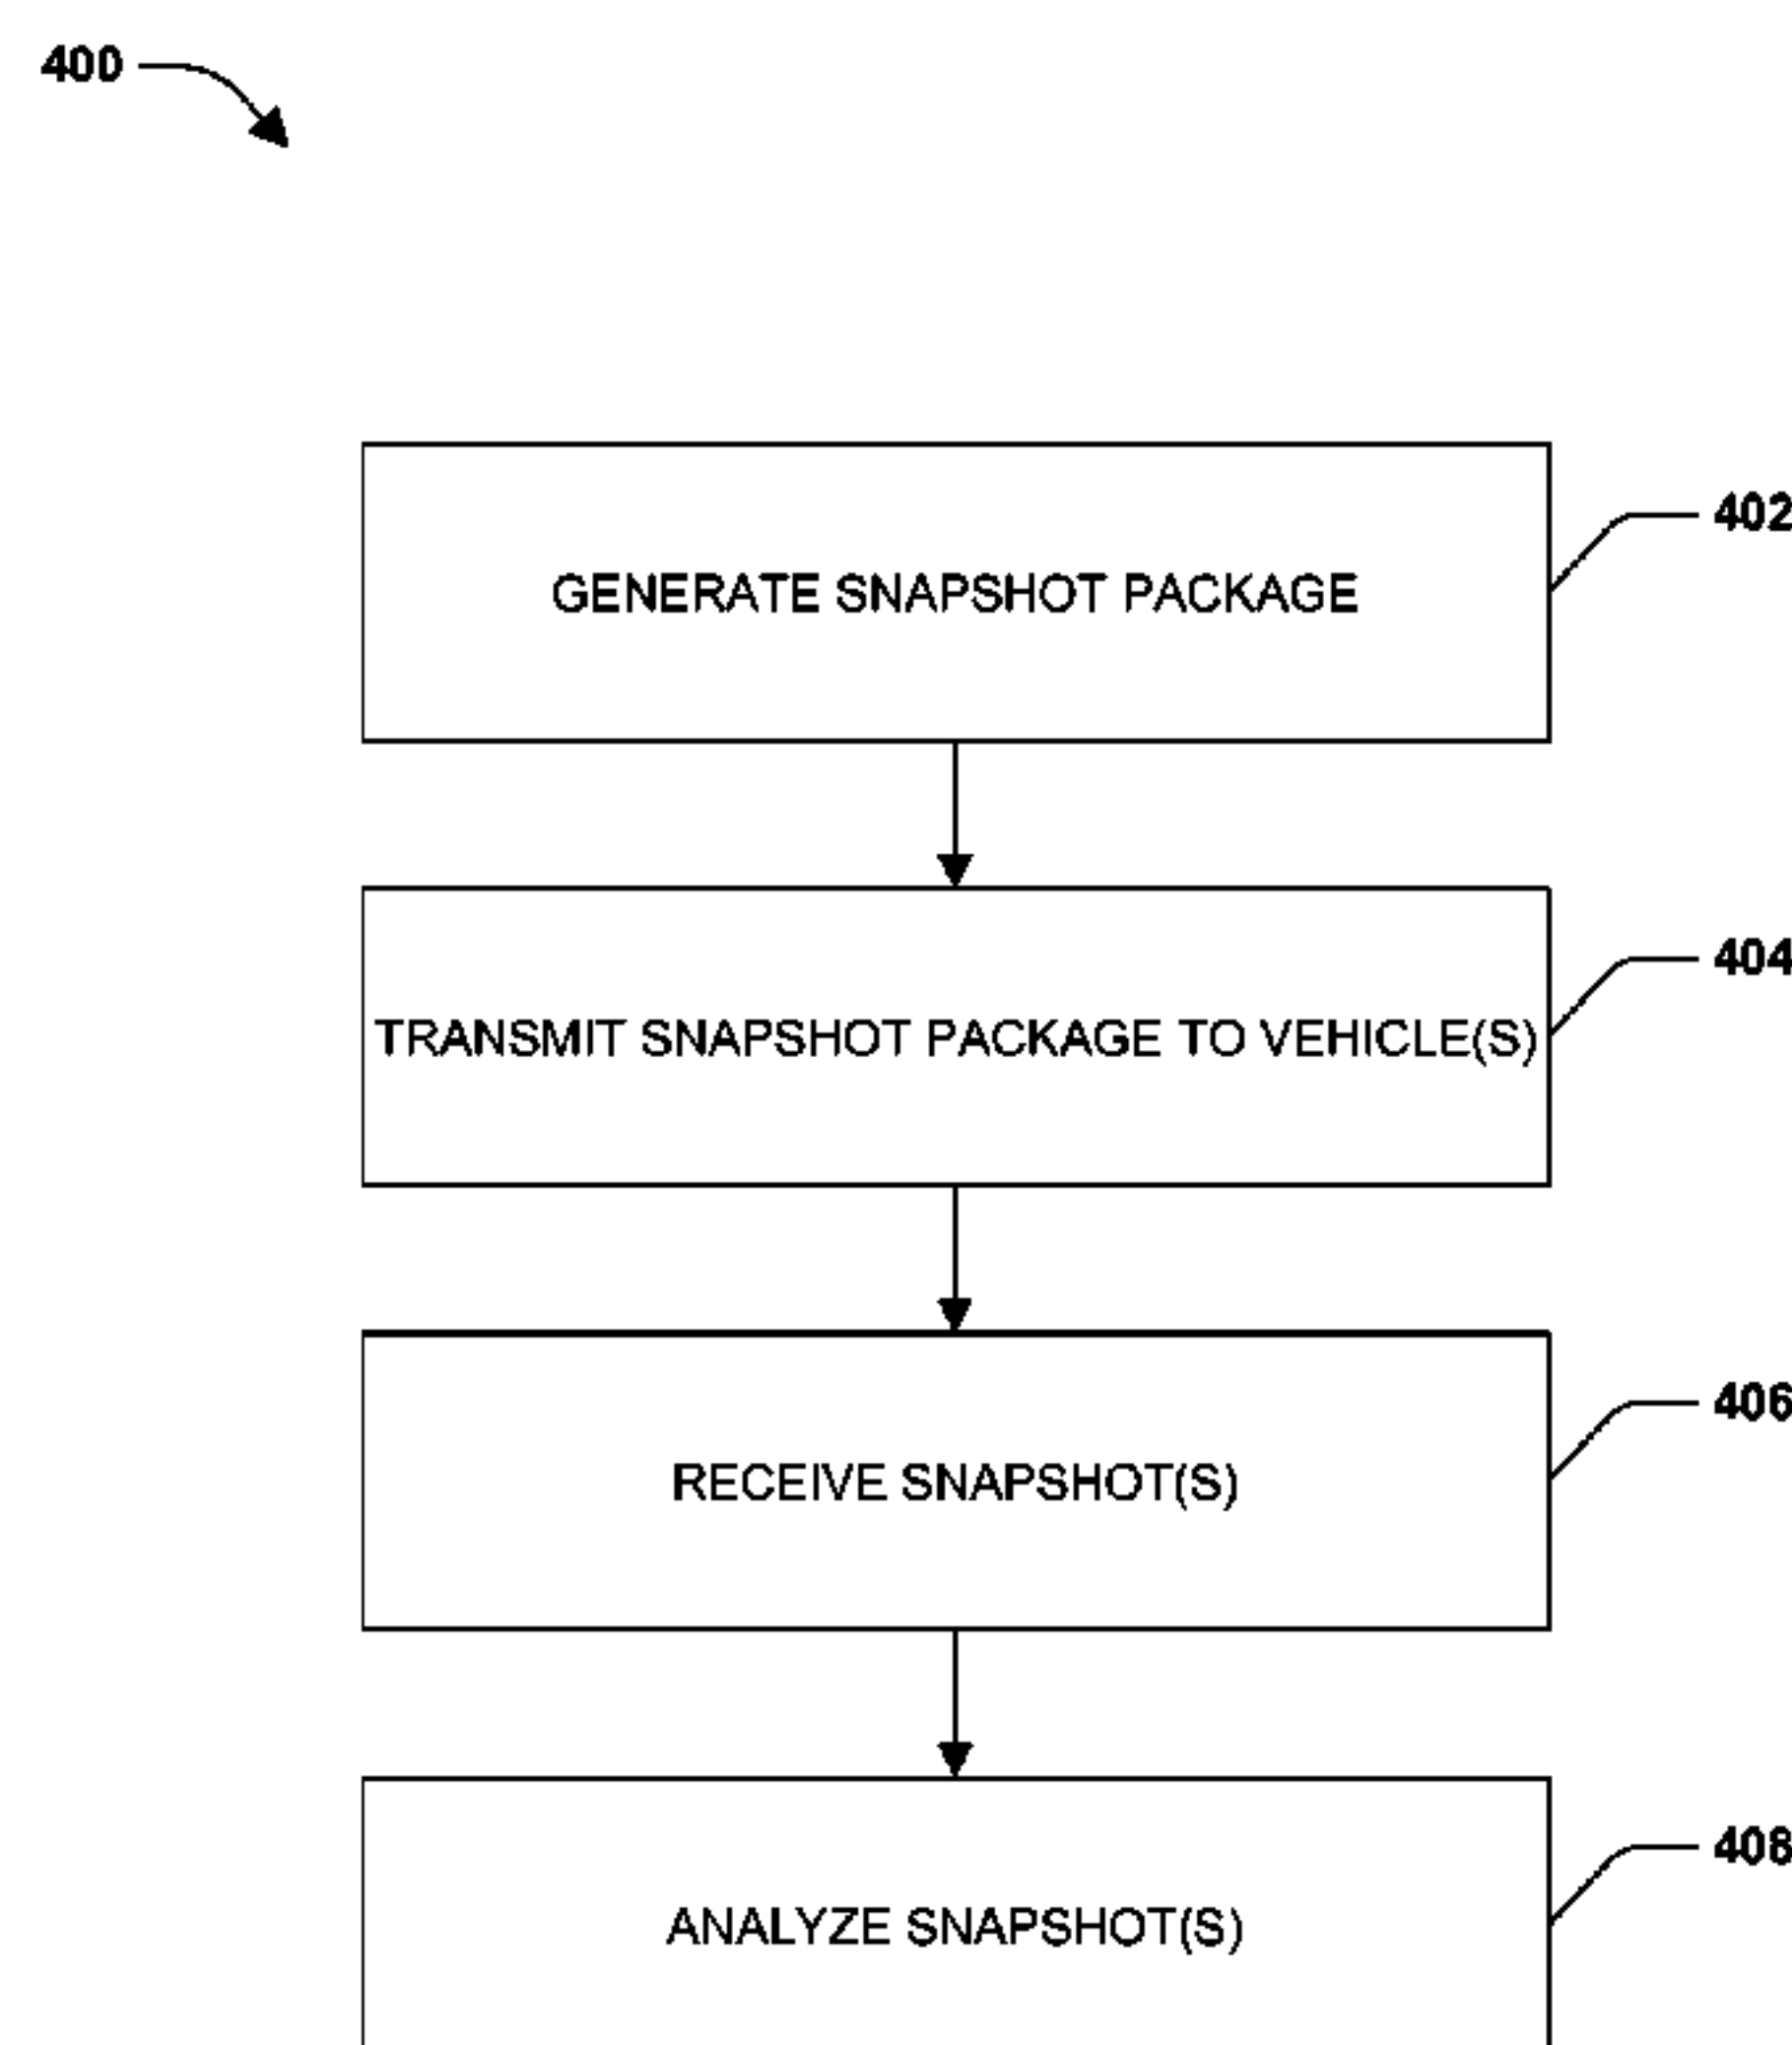 400
GENERATE SNAPSHOT PACKAGE
402
TRANSMIT SNAPSHOT PACKAGE TO VEHICLE(S)
404
RECEIVE SNAPSHOT(S)
406
ANALYZE SNAPSHOT(S)
408